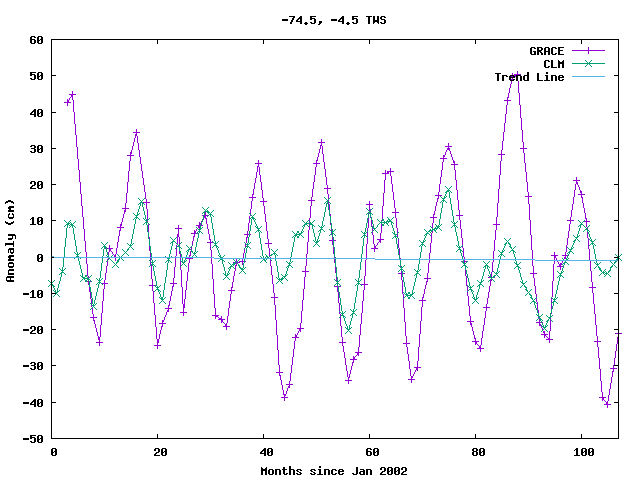 -74.5, -4.5 TWS
GRACE
CLM
Trend Line
60
50
40
30
20
10
0
-10
-20
-30
-40
-50
Anomaly (cm)
0 20 40 60 80 100
Months since Jan 2002